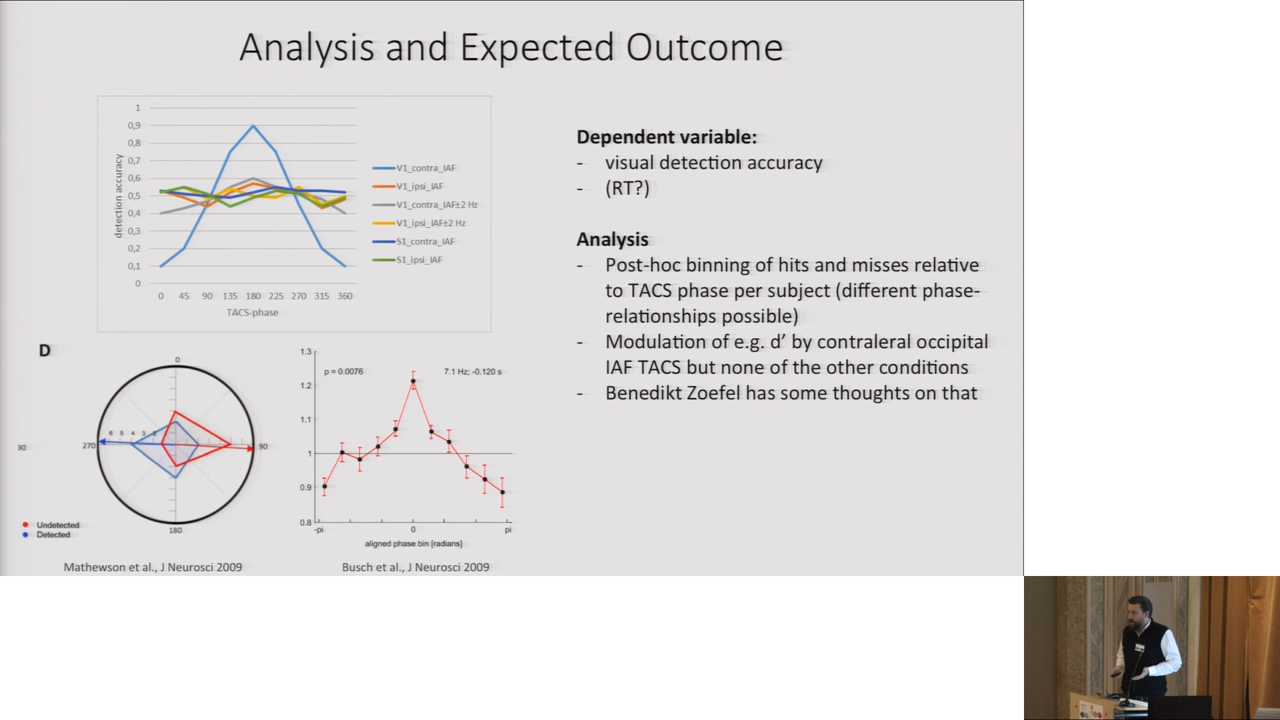 Analysis and Expected Outcome
1
0,9
0,8
0,7
0,6
0,5
0,4
0,3
0,2
0,1
0
detection accuracy
0 45 90 135 180 225 270 315 360
TACS-phase
V1_contra_IAF
V1_ipsi_IAF
V1_contra_IAF±2 Hz
V1_ipsi_IAF±2 Hz
S1_contra_IAF
S1_ipsi_IAF
Dependent variable:
- visual detection accuracy
- (RT?)
Analysis
- Post-hoc binning of hits and misses relative
to TACS phase per subject (different phase-
relationships possible)
- Modulation of e.g. d' by contraleral occipital
IAF TACS but none of the other conditions
- Benedikt Zoefel has some thoughts on that
D
0
90
270
6 5 4 3 2
90
180
Undetected
Detected
Mathewson et al., J Neurosci 2009
1.3
1.2
1.1
1
0.9
0.8
p = 0.0076
7.1 Hz; -0.120 s
-pi 0 pi
aligned phase bin [radians]
Busch et al., J Neurosci 2009